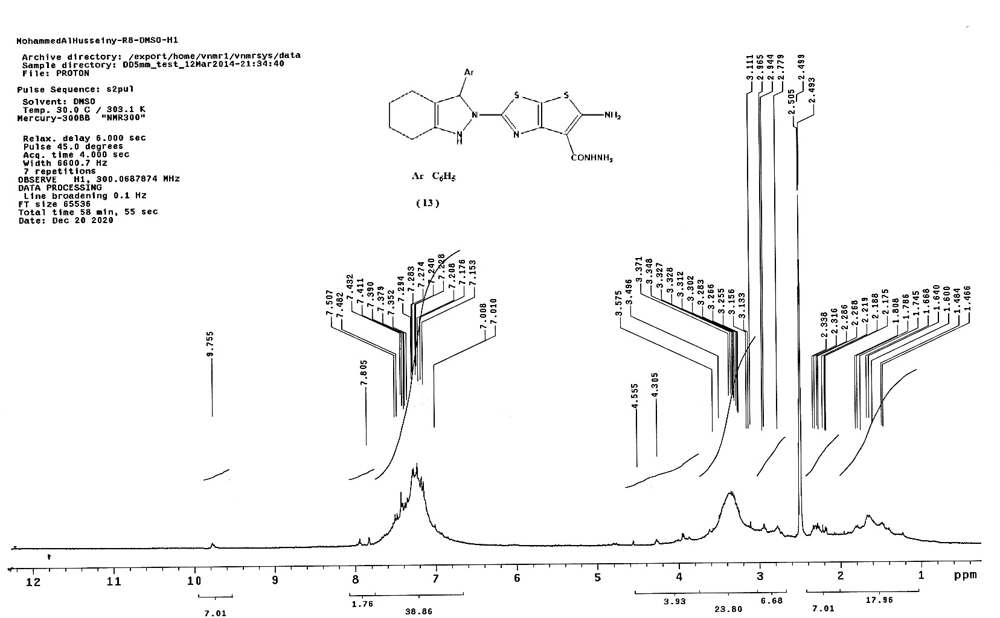 MohammedAlHusseiny-R8-DMSO-H1
Archive directory: /export/home/vnmr1/vnmrsys/data
Sample directory: DD5mm_test_12Mar2014-21:34:40
File: PROTON
Pulse Sequence: s2pul
Solvent: DMSO
Temp. 30.0 C / 303.1 K
Mercury-300BB "NMR300"
Relax. delay 6.000 sec
Pulse 45.0 degrees
Acq. time 4.000 sec
Width 6600.7 Hz
7 repetitions
OBSERVE H1, 300.0687874 MHz
DATA PROCESSING
Line broadening 0.1 Hz
FT size 65536
Total time 58 min, 55 sec
Date: Dec 20 2020
Ar
S
S
N
N
H
N
NH2
CONHNH2
Ar C6H5
(13)
9.755
7.805
7.507
7.482
7.432
7.411
7.390
7.379
7.352
7.294
7.283
7.274
7.240
7.228
7.208
7.176
7.153
7.008
7.010
4.555
4.305
3.575
3.496
3.371
3.348
3.327
3.328
3.312
3.302
3.283
3.266
3.255
3.156
3.133
3.111
2.965
2.944
2.779
2.505
2.499
2.493
2.338
2.316
2.286
2.268
2.219
2.188
2.175
1.808
1.786
1.745
1.668
1.640
1.600
1.484
1.466
12 11 10 9 8 7 6 5 4 3 2 1 ppm
7.01
1.76
38.86
3.93
23.80
6.68
7.01
17.96